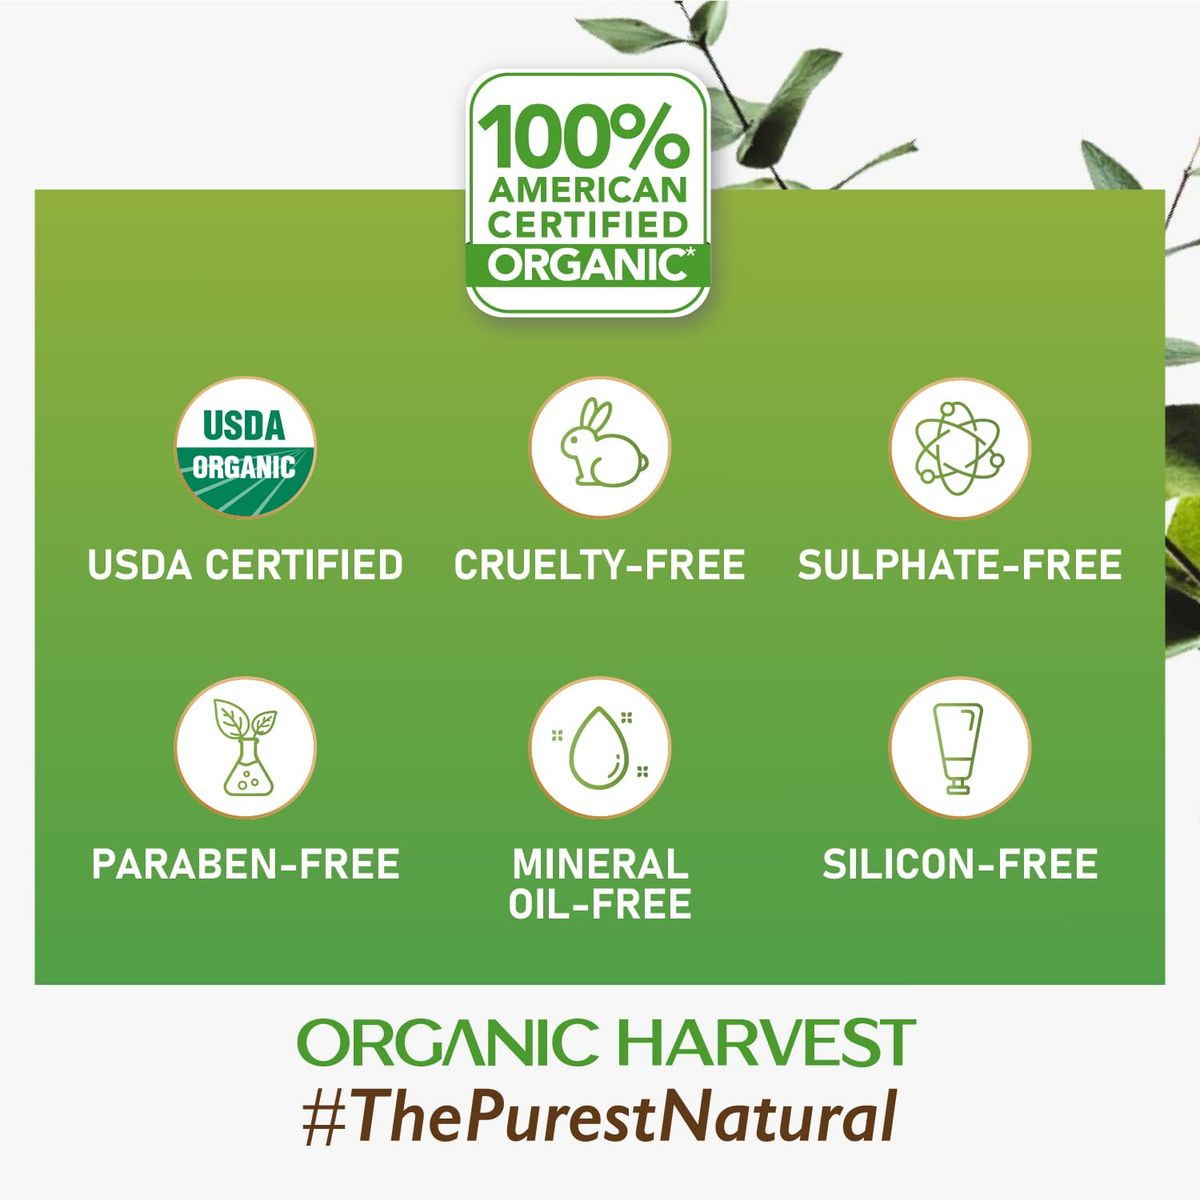 100%
AMERICAN
CERTIFIED
ORGANIC*
USDA
ORGANIC
USDA CERTIFIED
CRUELTY-FREE
SULPHATE-FREE
PARABEN-FREE
MINERAL
OIL-FREE
SILICON-FREE
ORGANIC HARVEST
#ThePurestNatural